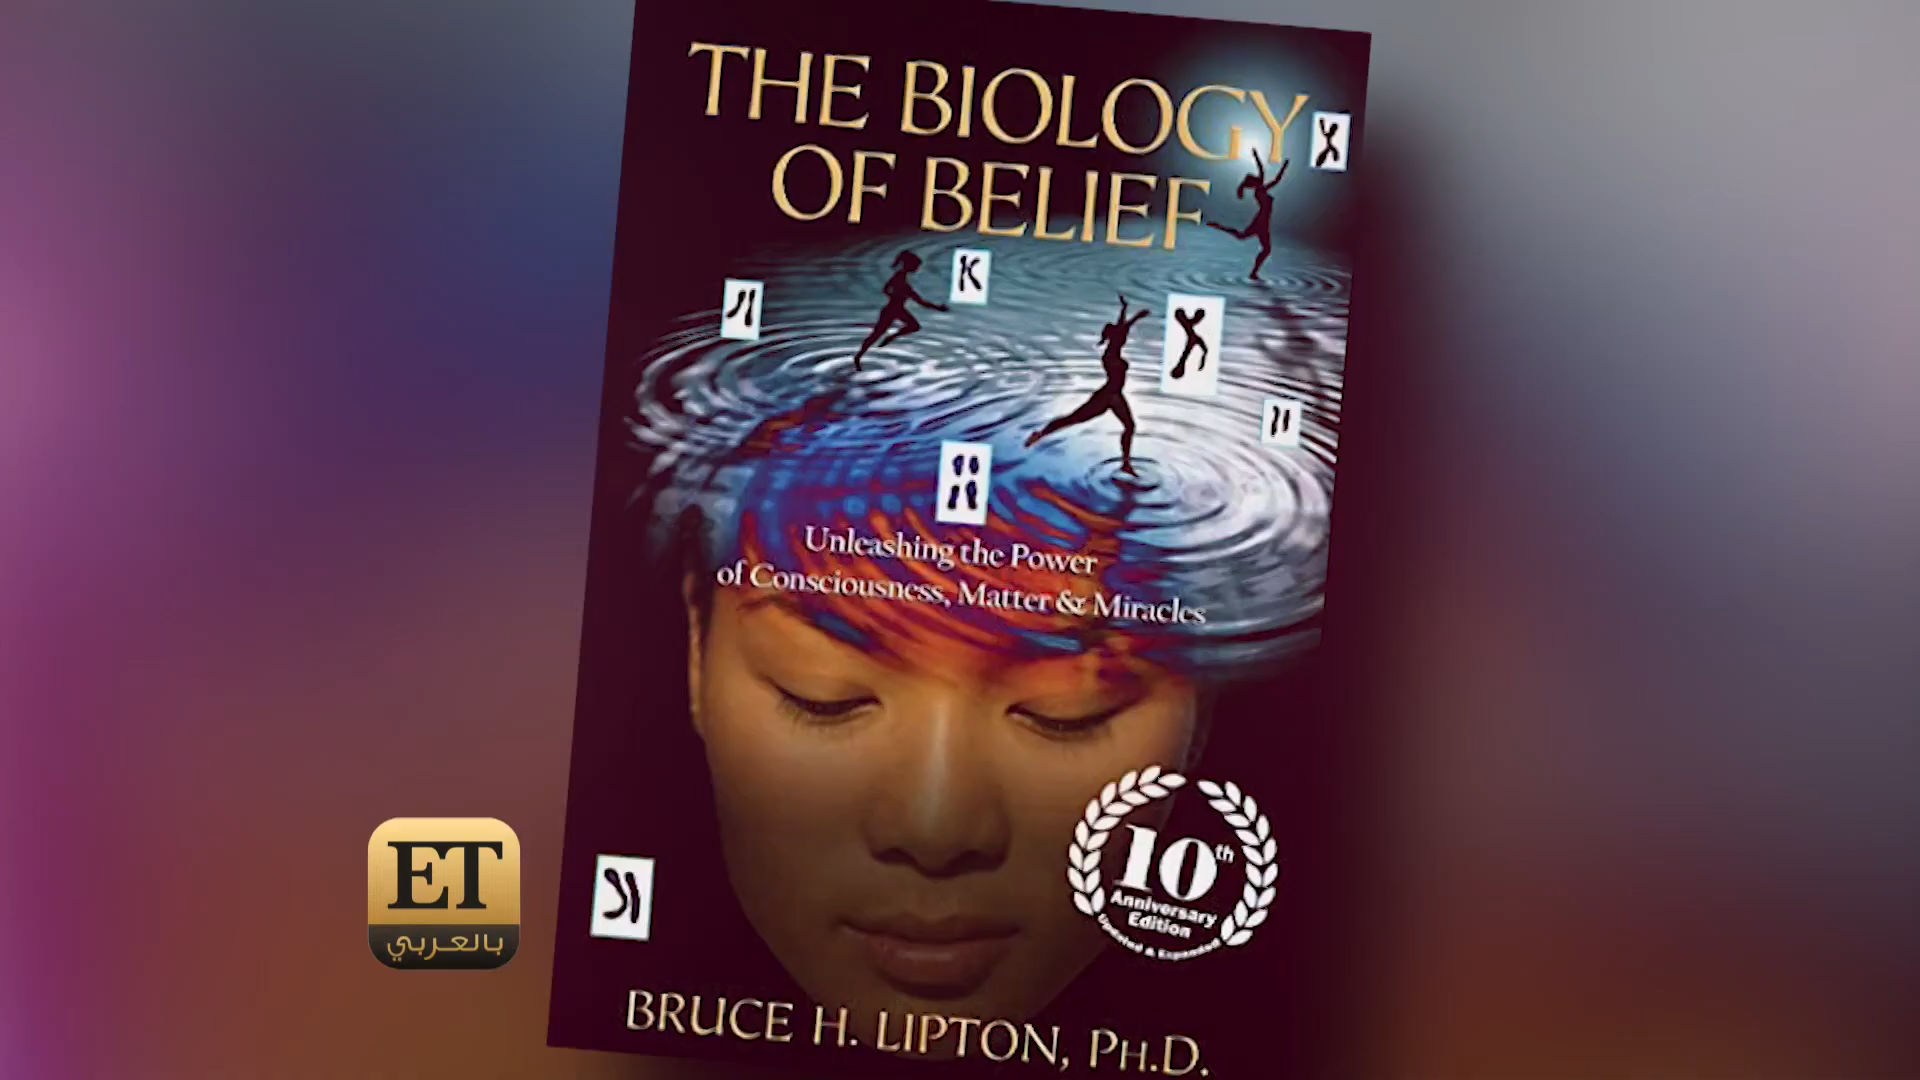 THE BIOLOGY
OF BELIEF
Unleashing the Power
of Consciousness, Matter & Miracles
10th
Anniversary
Edition
Updated & Expanded
BRUCE H. LIPTON, PH.D.
ET
بالعربي